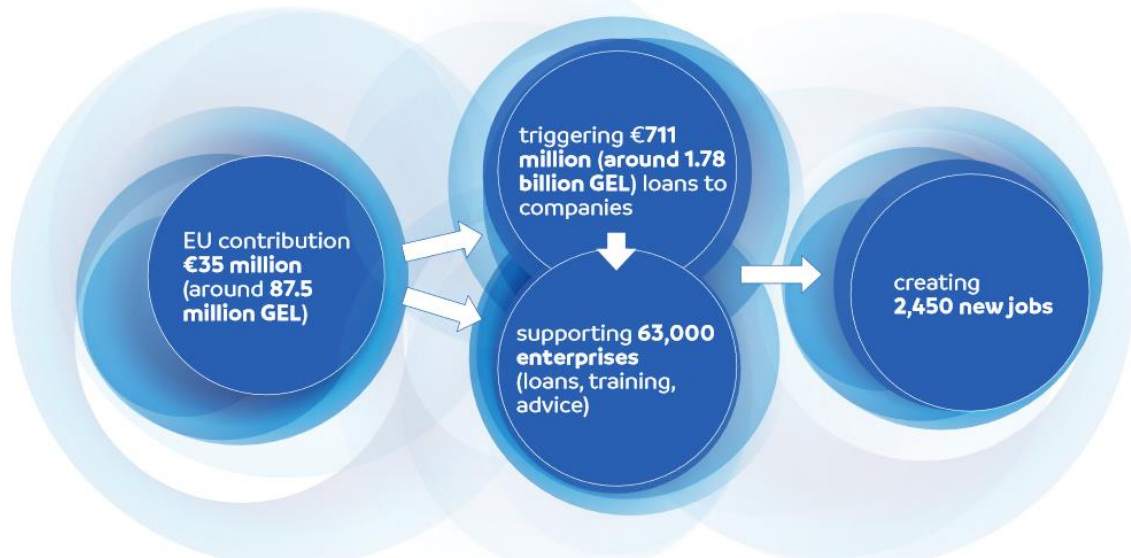 EU contribution
€35 million
(around 87.5
million GEL)
triggering €711
million (around 1.78
billion GEL) loans to
companies
supporting 63,000
enterprises
(loans, training,
advice)
creating
2,450 new jobs